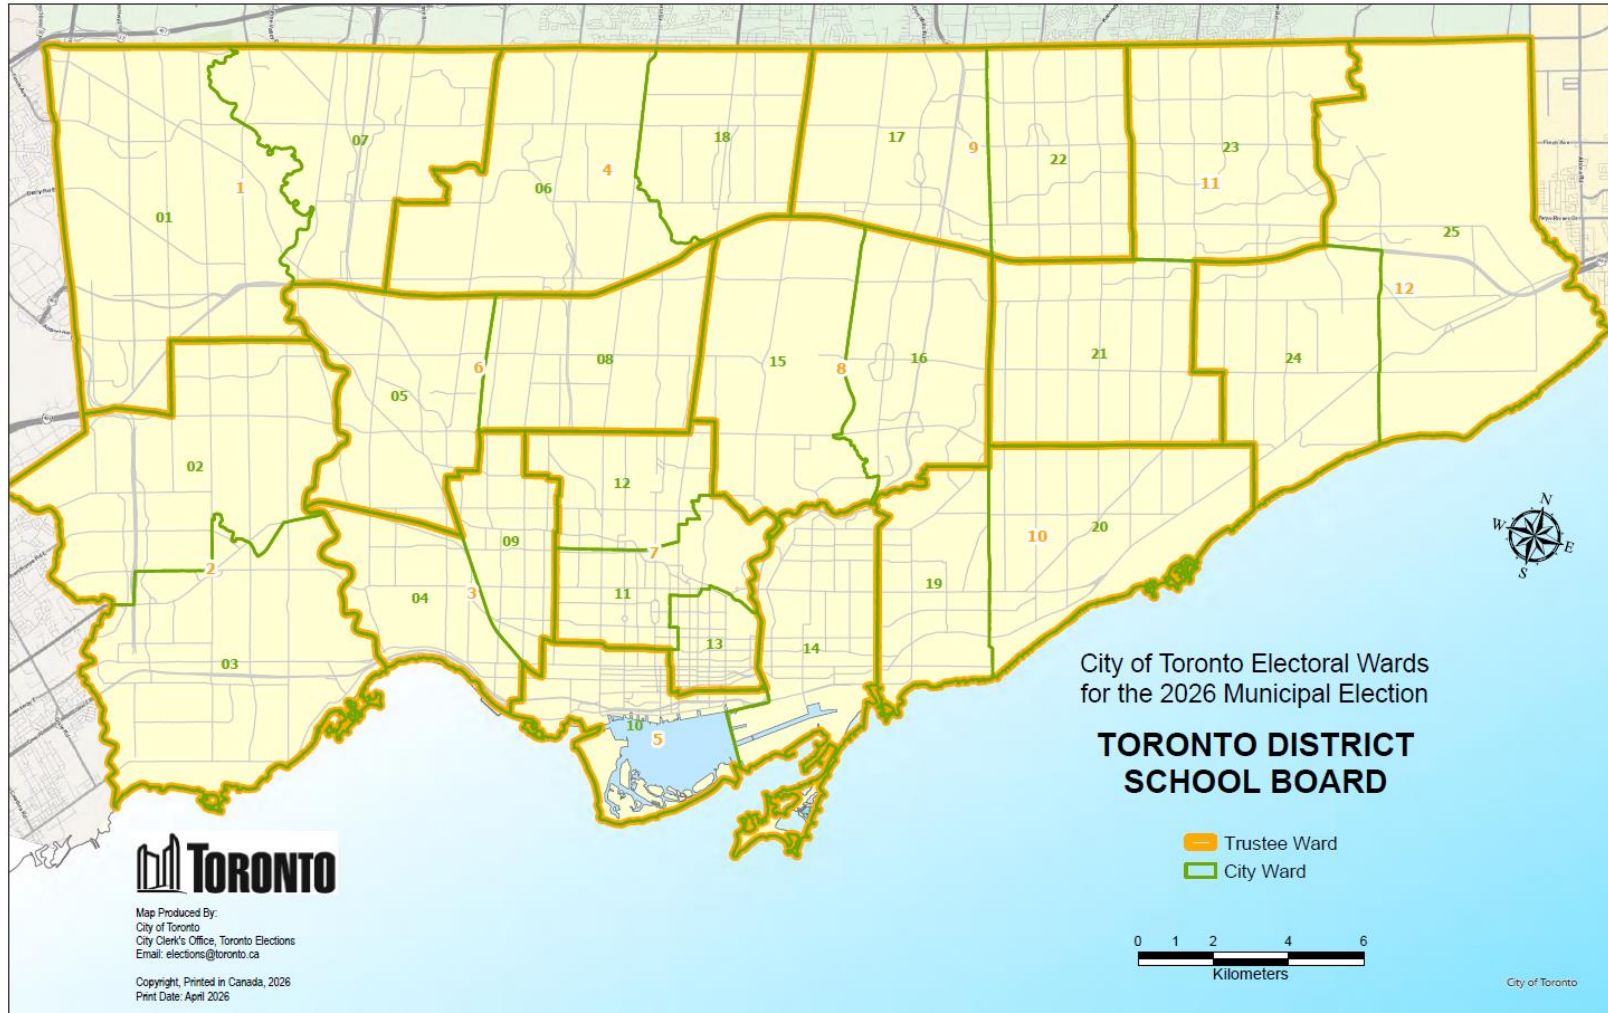 07
18
17
9
22
23
4
06
1
11
01
25
12
6
08
15
8
16
21
24
05
02
12
20
10
09
7
2
19
11
04
3
13
14
03
10
5
N
W
E
S
City of Toronto Electoral Wards
for the 2026 Municipal Election
TORONTO DISTRICT
SCHOOL BOARD
Trustee Ward
City Ward
TORONTO
Map Produced By:
City of Toronto
City Clerk's Office, Toronto Elections
Email: elections@toronto.ca
Copyright, Printed in Canada, 2026
Print Date: April 2026
0 1 2 4 6
Kilometers
City of Toronto